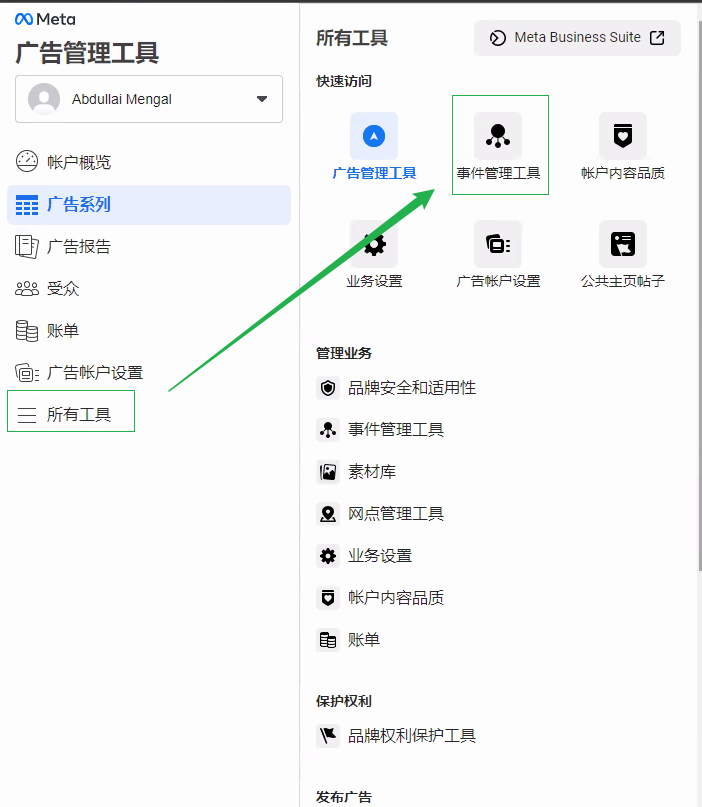 Meta
广告管理工具
Abdullai Mengal
帐户概览
广告系列
广告报告
受众
账单
广告帐户设置
所有工具
所有工具
Meta Business Suite
快速访问
广告管理工具
事件管理工具
帐户内容品质
业务设置
广告帐户设置
公共主页帖子
管理业务
品牌安全和适用性
事件管理工具
素材库
网点管理工具
业务设置
帐户内容品质
账单
保护权利
品牌权利保护工具
发布广告